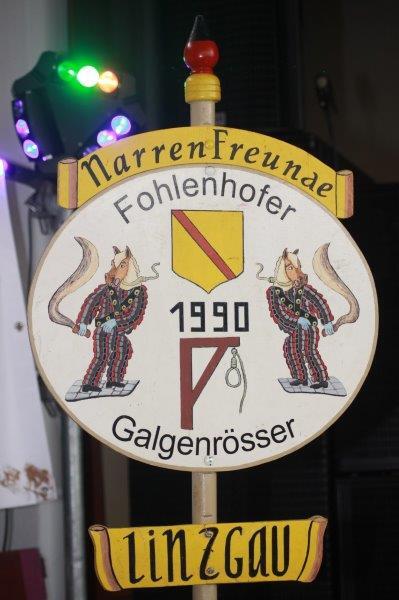 NarrenFreunde
Fohlenhofer
1990
Galgenrösser
LinzGAU